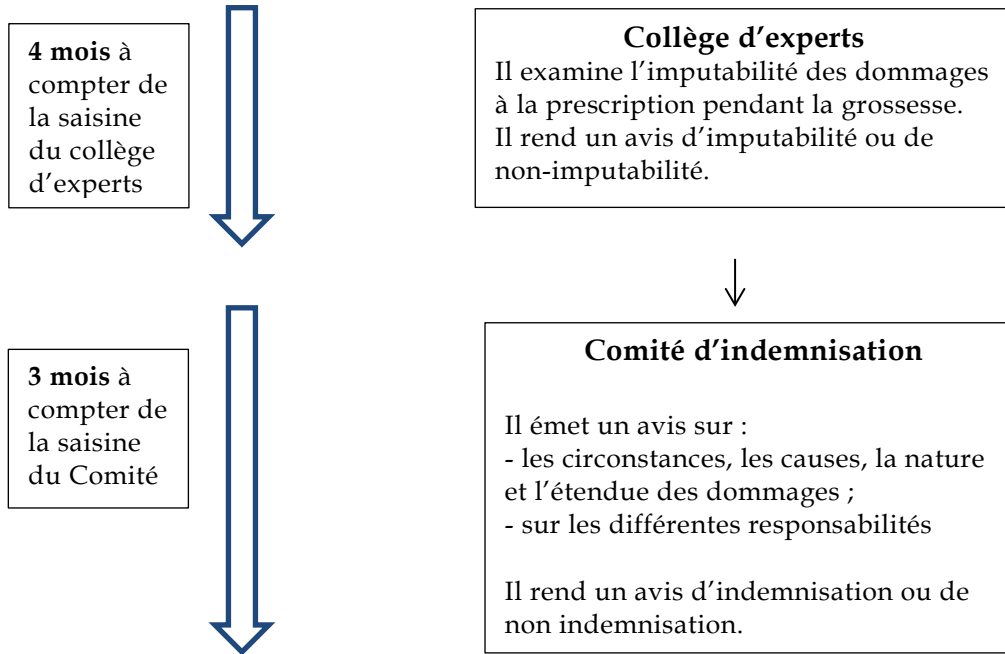 4 mois à
compter de
la saisine
du collège
d'experts
Collège d'experts
Il examine l'imputabilité des dommages
à la prescription pendant la grossesse.
Il rend un avis d'imputabilité ou de
non-imputabilité.
3 mois à
compter de
la saisine
du Comité
Comité d'indemnisation
Il émet un avis sur :
- les circonstances, les causes, la nature
et l'étendue des dommages ;
- sur les différentes responsabilités
Il rend un avis d'indemnisation ou de
non indemnisation.